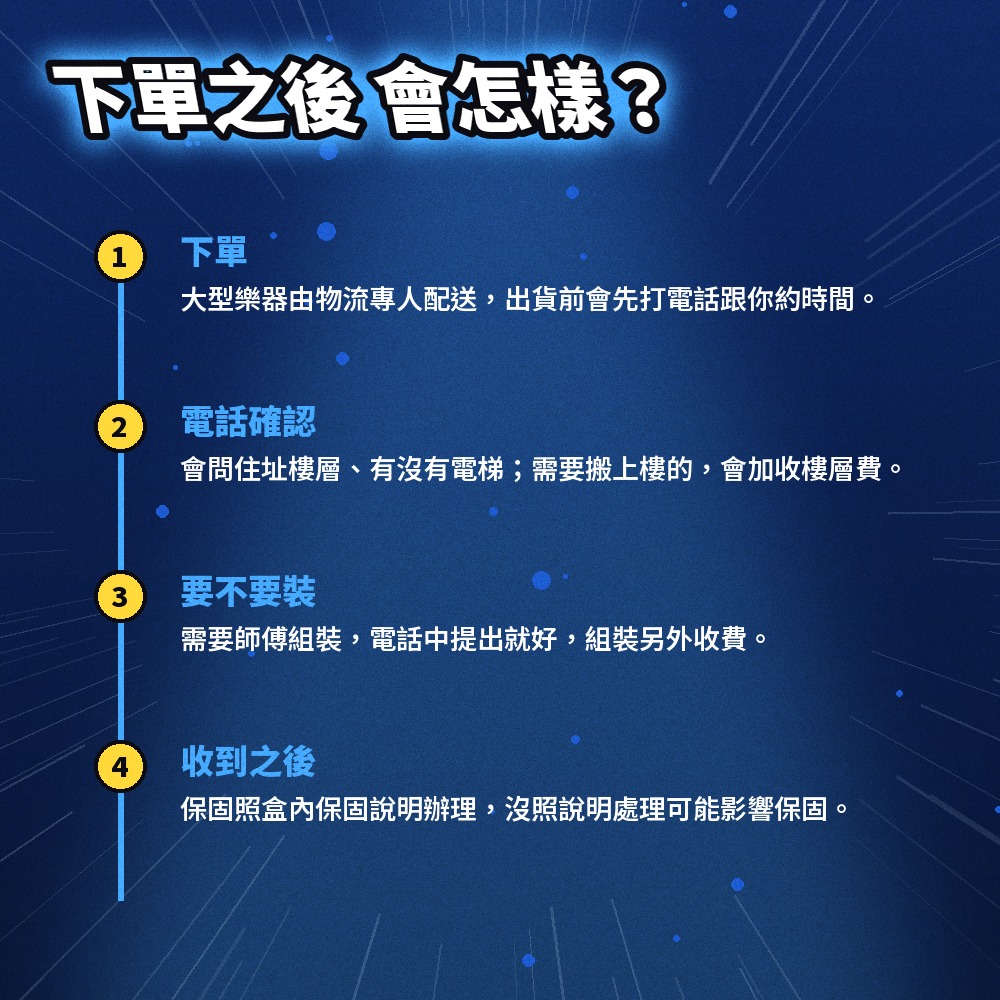 下單之後 會怎樣？
1
下單
大型樂器由物流專人配送，出貨前會先打電話跟你約時間。
2
電話確認
會問住址樓層、有沒有電梯；需要搬上樓的，會加收樓層費。
3
要不要裝
需要師傅組裝，電話中提出就好，組裝另外收費。
4
收到之後
保固照盒內保固說明辦理，沒照說明處理可能影響保固。